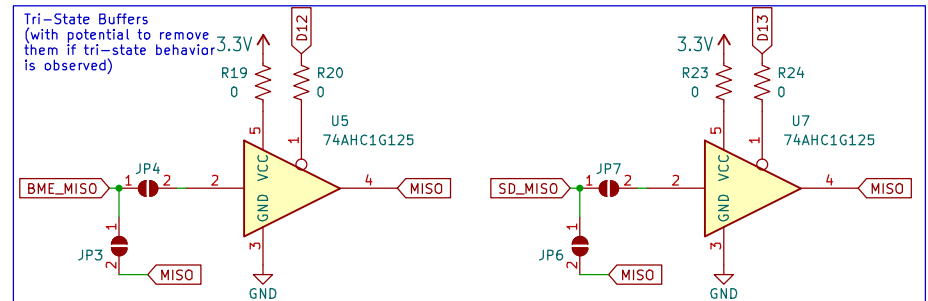 Tri-State Buffers
(with potential to remove
them if tri-state behavior
is observed)
3.3V
D12
R19
0
R20
0
U5
74AHC1G125
5
1
VCC
GND
BME_MISO
1
JP4
2
2
4
MISO
3
GND
1
JP3
2
MISO
3.3V
D13
R23
0
R24
0
U7
74AHC1G125
5
1
VCC
GND
SD_MISO
1
JP7
2
2
4
MISO
3
GND
1
JP6
2
MISO